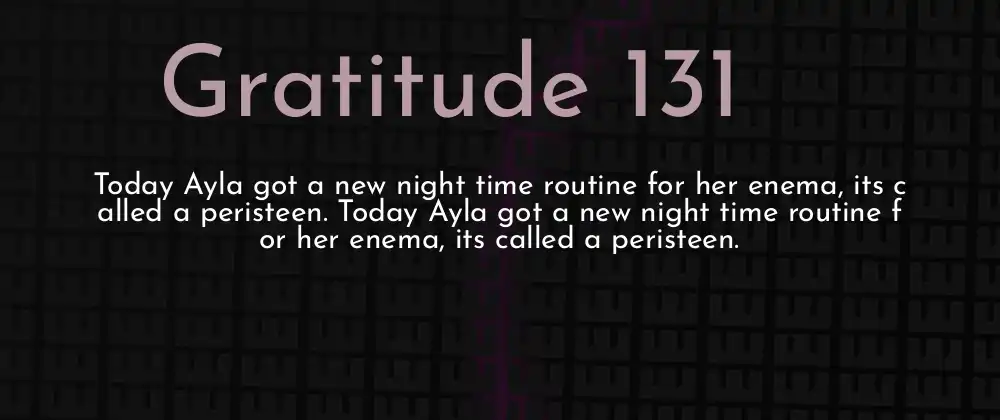 Gratitude 131
Today Ayla got a new night time routine for her enema, its c
alled a peristeen. Today Ayla got a new night time routine f
or her enema, its called a peristeen.